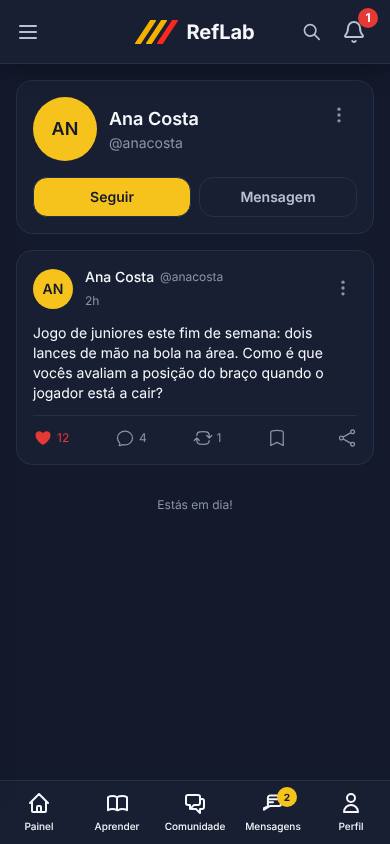 RefLab
1
AN
Ana Costa
@anacosta
Seguir
Mensagem
AN
Ana Costa @anacosta
2h
Jogo de juniores este fim de semana: dois
lances de mão na bola na área. Como é que
vocês avaliam a posição do braço quando o
jogador está a cair?
12
4
1
Estás em dia!
2
Painel
Aprender
Comunidade
Mensagens
Perfil